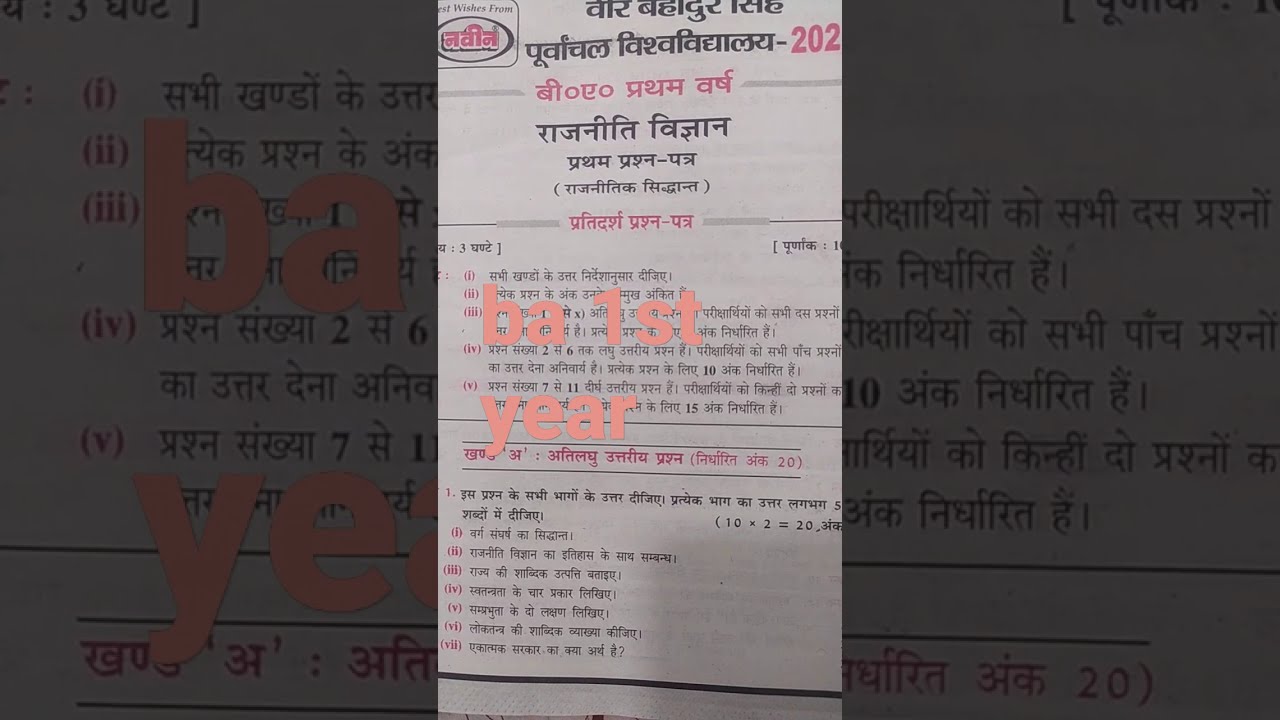 Best Wishes From
नवीन
वीर बहादुर सिंह
पूर्वांचल विश्वविद्यालय-202
बी०ए० प्रथम वर्ष
राजनीति विज्ञान
प्रथम प्रश्न-पत्र
( राजनीतिक सिद्धान्त )
प्रतिदर्श प्रश्न-पत्र
: 3 घण्टे ] [ पूर्णांक :
(i) सभी खण्डों के उत्तर निर्देशानुसार दीजिए।
(ii) प्रश्न के अंक अंकित हैं
(iii) परीक्षार्थियों को सभी दस प्रश्नों
है। अंक निर्धारित हैं।
(iv) प्रश्न संख्या 2 से 6 तक लघु उत्तरीय प्रश्न हैं। परीक्षार्थियों को सभी पाँच प्रश्नों
का उत्तर देना अनिवार्य है। प्रत्येक प्रश्न के लिए 10 अंक निर्धारित हैं।
(v) प्रश्न संख्या 7 से 11 दीर्घ उत्तरीय प्रश्न हैं। परीक्षार्थियों को किन्हीं दो प्रश्नों का
के लिए 15 अंक निर्धारित हैं।
ba 1st
year
खण्ड 'अ' : अतिलघु उत्तरीय प्रश्न (निर्धारित अंक 20)
1. इस प्रश्न के सभी भागों के उत्तर दीजिए। प्रत्येक भाग का उत्तर लगभग 5
शब्दों में दीजिए। (10 × 2 = 20 अंक
(i) वर्ग संघर्ष का सिद्धान्त।
(ii) राजनीति विज्ञान का इतिहास के साथ सम्बन्ध।
(iii) राज्य की शाब्दिक उत्पत्ति बताइए।
(iv) स्वतन्त्रता के चार प्रकार लिखिए।
(v) सम्प्रभुता के दो लक्षण लिखिए।
(vi) लोकतन्त्र की शाब्दिक व्याख्या कीजिए।
(vii) एकात्मक सरकार का क्या अर्थ है?